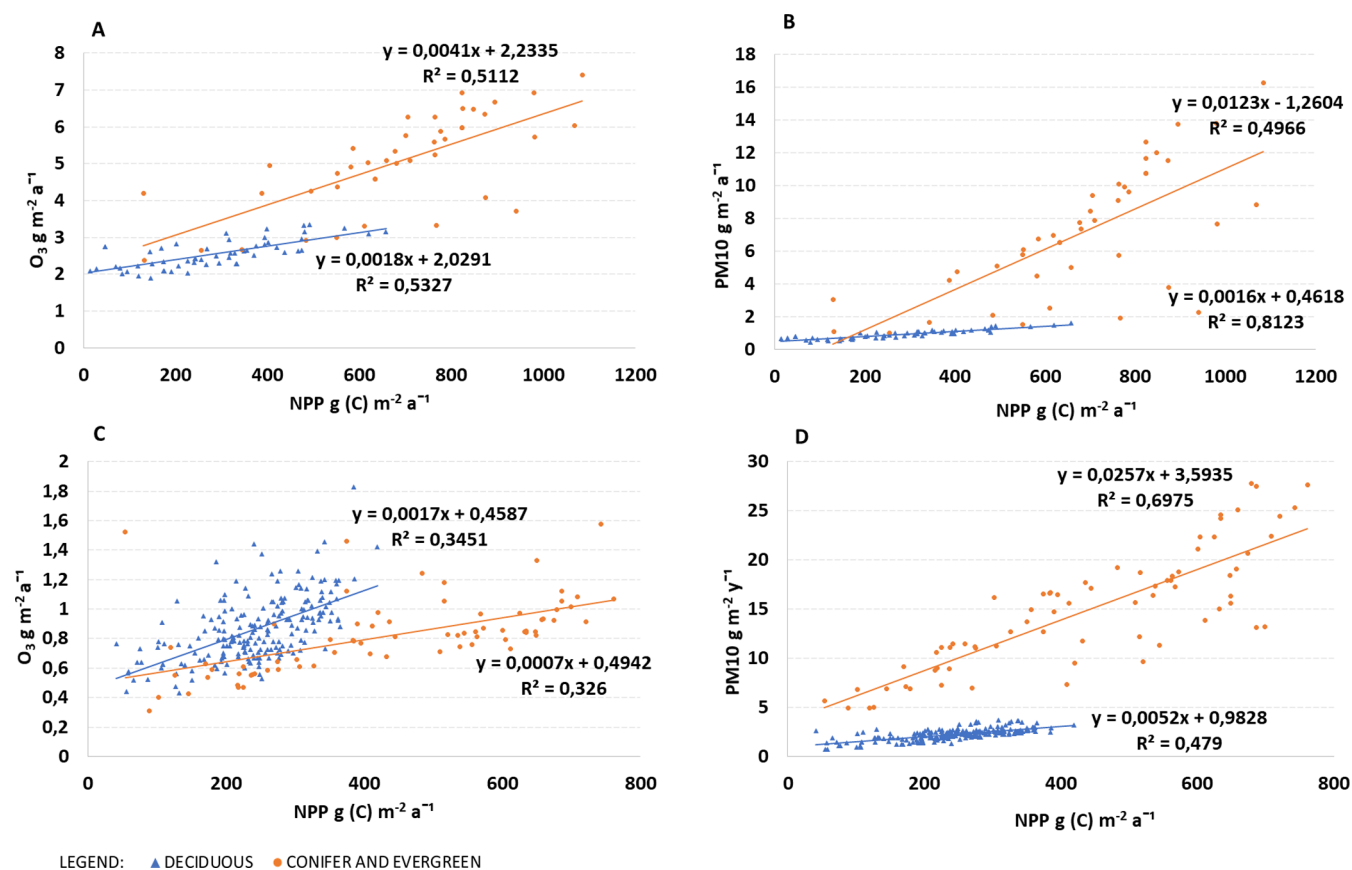 A
8
7
6
5
4
3
2
1
0
O₃ g m⁻² a⁻¹
y = 0,0041x + 2,2335
R² = 0,5112
y = 0,0018x + 2,0291
R² = 0,5327
0 200 400 600 800 1000 1200
NPP g (C) m⁻² a⁻¹
B
18
16
14
12
10
8
6
4
2
0
PM10 g m⁻² a⁻¹
y = 0,0123x - 1,2604
R² = 0,4966
y = 0,0016x + 0,4618
R² = 0,8123
0 200 400 600 800 1000 1200
NPP g (C) m⁻² a⁻¹
C
2
1,8
1,6
1,4
1,2
1
0,8
0,6
0,4
0,2
0
O₃ g m⁻² a⁻¹
y = 0,0017x + 0,4587
R² = 0,3451
y = 0,0007x + 0,4942
R² = 0,326
0 200 400 600 800
NPP g (C) m⁻² a⁻¹
D
30
25
20
15
10
5
0
PM10 g m⁻² y⁻¹
y = 0,0257x + 3,5935
R² = 0,6975
y = 0,0052x + 0,9828
R² = 0,479
0 200 400 600 800
NPP g (C) m⁻² a⁻¹
LEGEND: DECIDUOUS CONIFER AND EVERGREEN